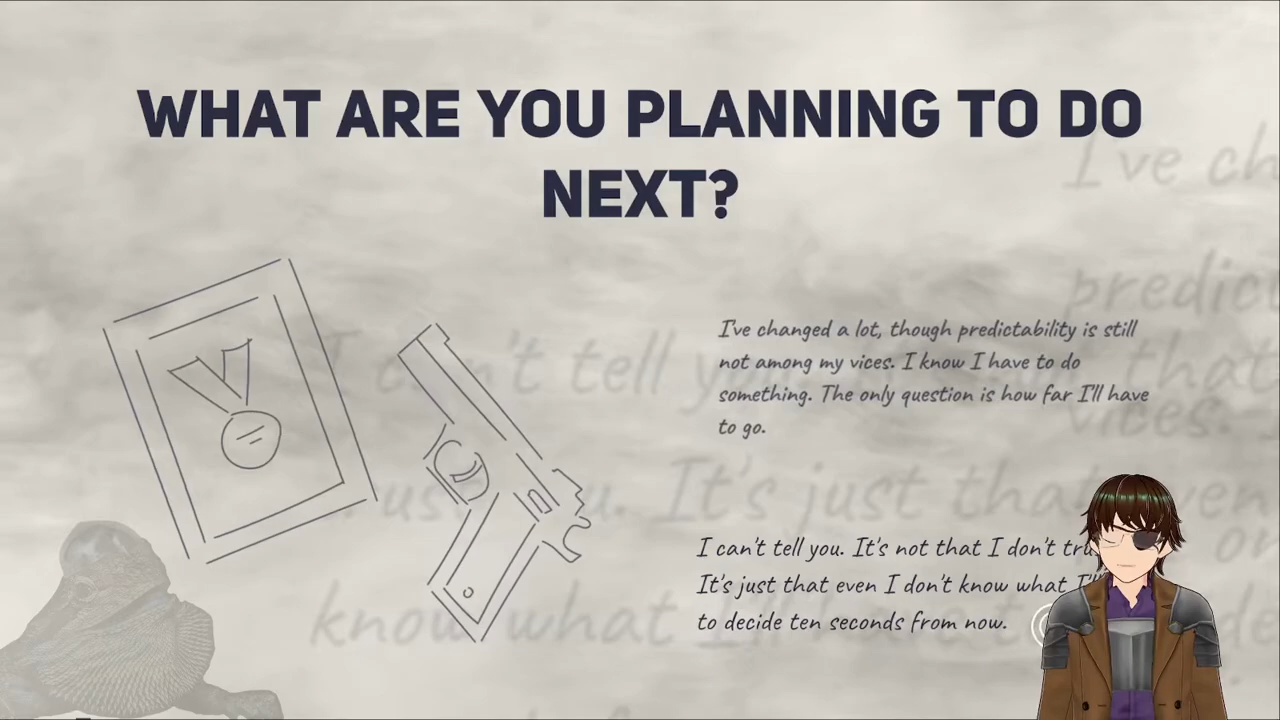 WHAT ARE YOU PLANNING TO DO
NEXT?
I've changed a lot, though predictability is still
not among my vices. I know I have to do
something. The only question is how far I'll have
to go.
I can't tell you. It's not that I don't
It's just that even I don't know what
to decide ten seconds from now.